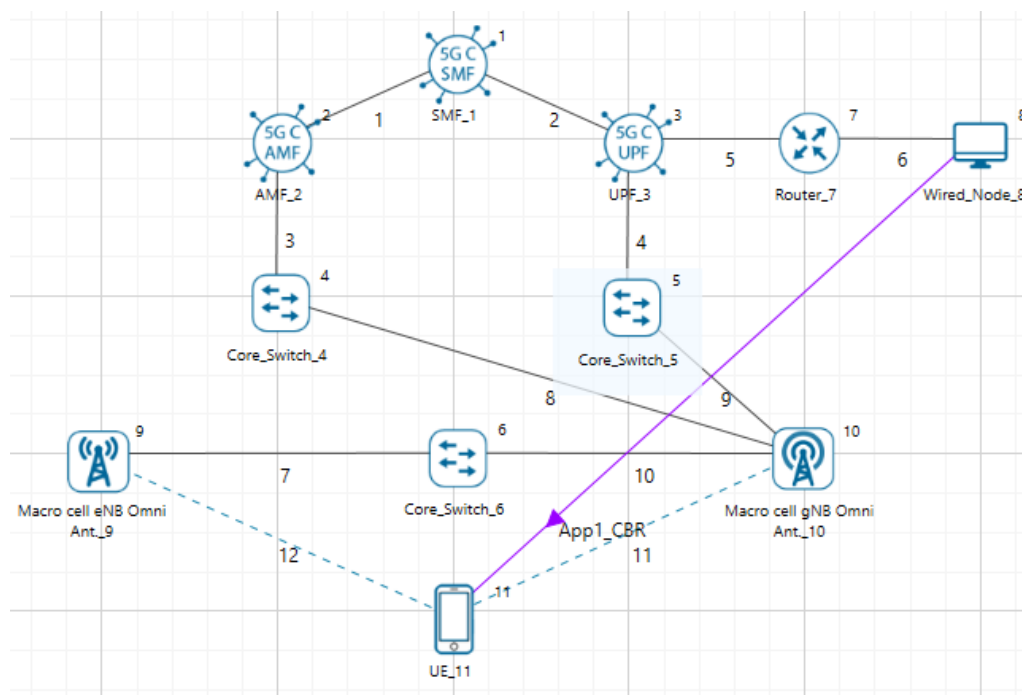 5G C
SMF
1
SMF_1
1
2
5G C
AMF
2
AMF_2
5G C
UPF
3
UPF_3
5
7
Router_7
6
8
Wired_Node_8
3
4
4
Core_Switch_4
5
Core_Switch_5
8
9
9
Macro cell eNB Omni
Ant._9
7
6
Core_Switch_6
10
10
Macro cell gNB Omni
Ant._10
App1_CBR
12
11
11
UE_11